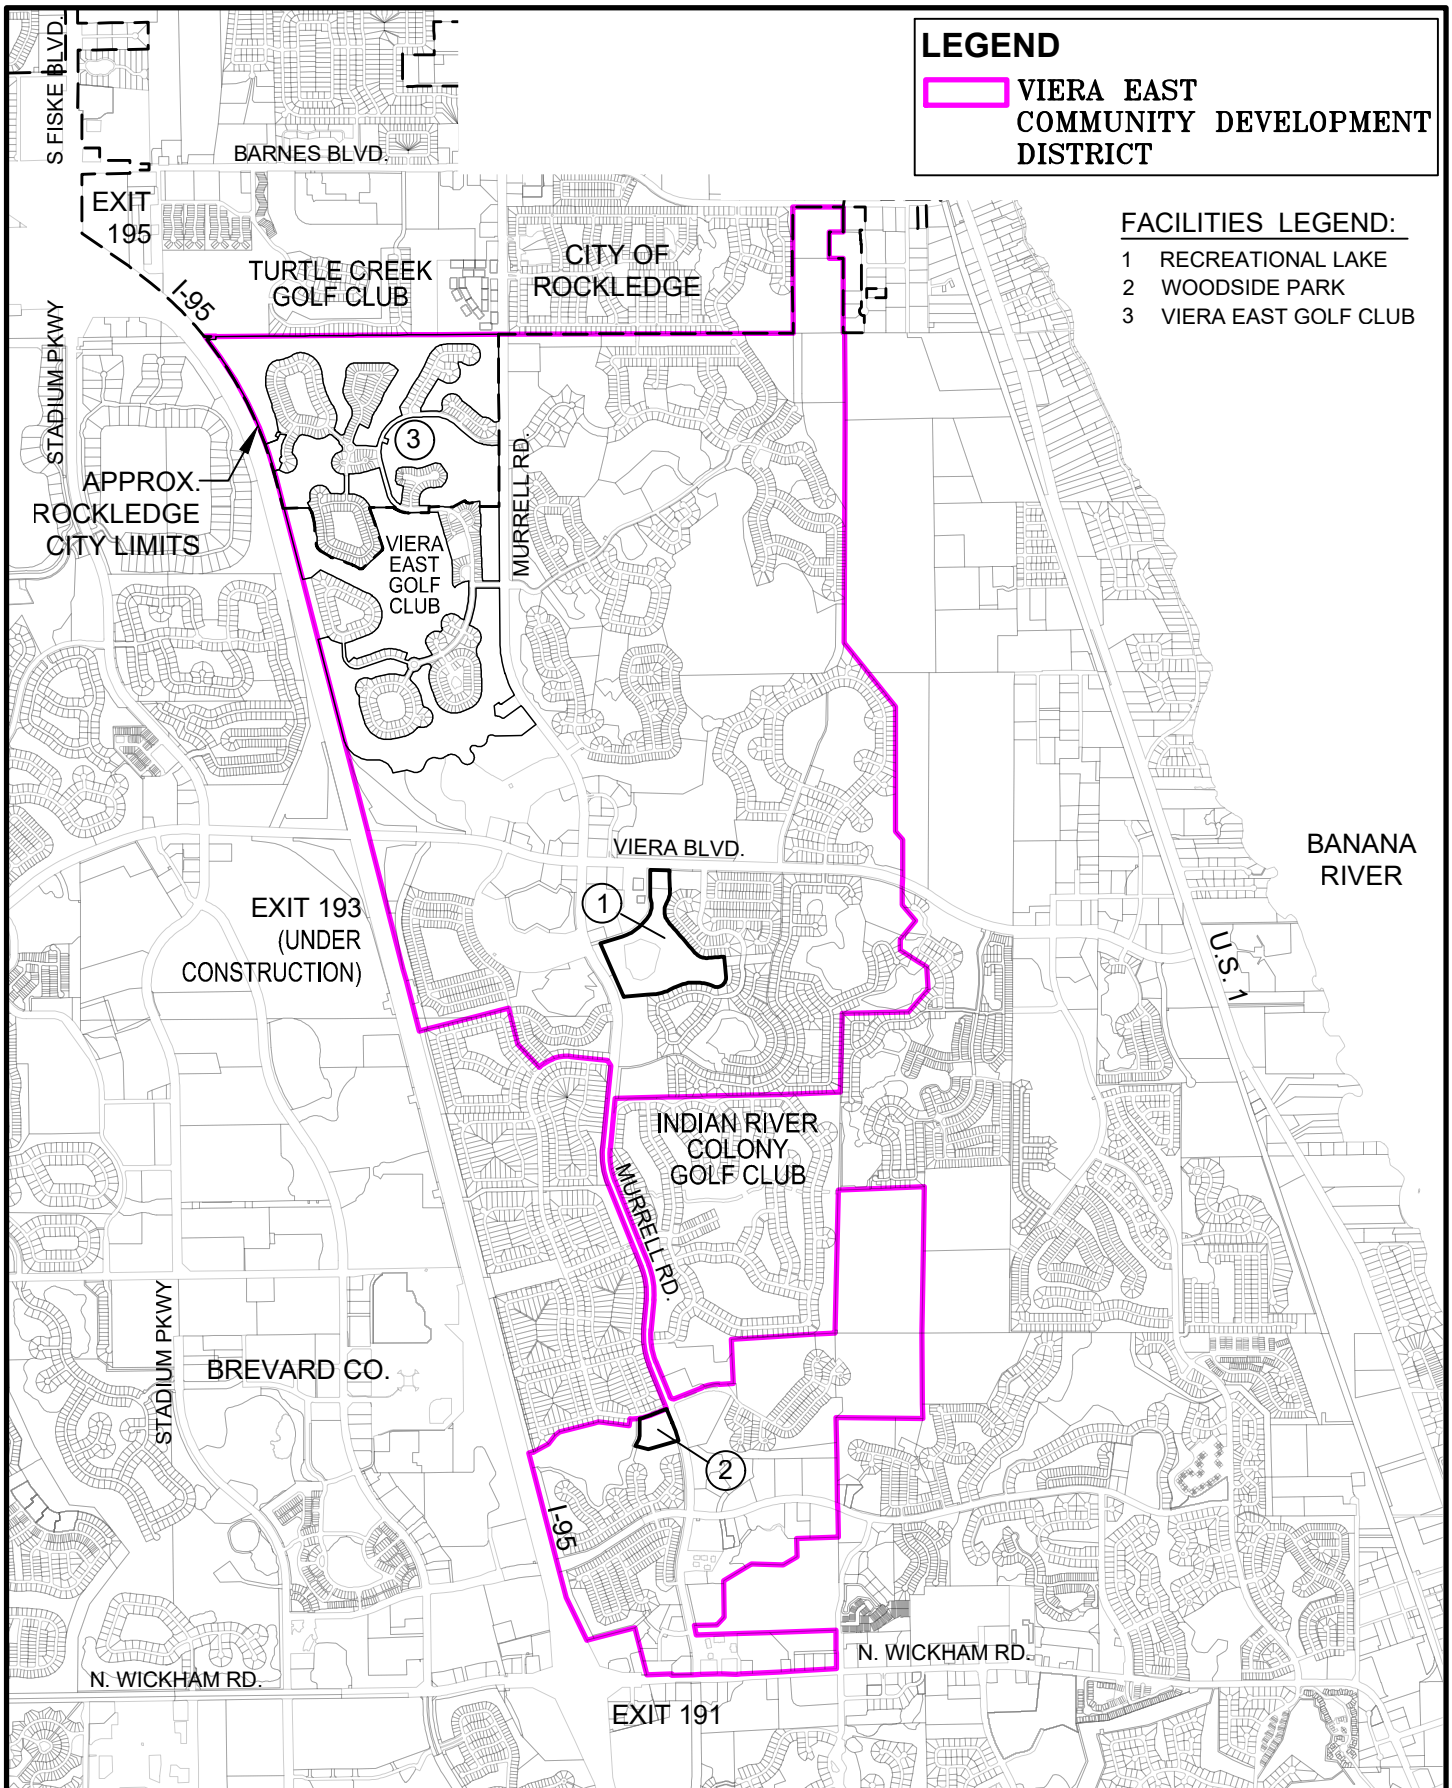 LEGEND
VIERA EAST
COMMUNITY DEVELOPMENT
DISTRICT
FACILITIES LEGEND:
1 RECREATIONAL LAKE
2 WOODSIDE PARK
3 VIERA EAST GOLF CLUB
S FISKE BLVD.
BARNES BLVD.
EXIT
195
I-95
TURTLE CREEK
GOLF CLUB
CITY OF
ROCKLEDGE
STADIUM PKWY
3
MURRELL RD.
APPROX.
ROCKLEDGE
CITY LIMITS
VIERA
EAST
GOLF
CLUB
VIERA BLVD.
BANANA
RIVER
1
EXIT 193
(UNDER
CONSTRUCTION)
U.S. 1
INDIAN RIVER
COLONY
GOLF CLUB
MURRELL RD.
STADIUM PKWY
BREVARD CO.
2
I-95
N. WICKHAM RD.
N. WICKHAM RD.
EXIT 191